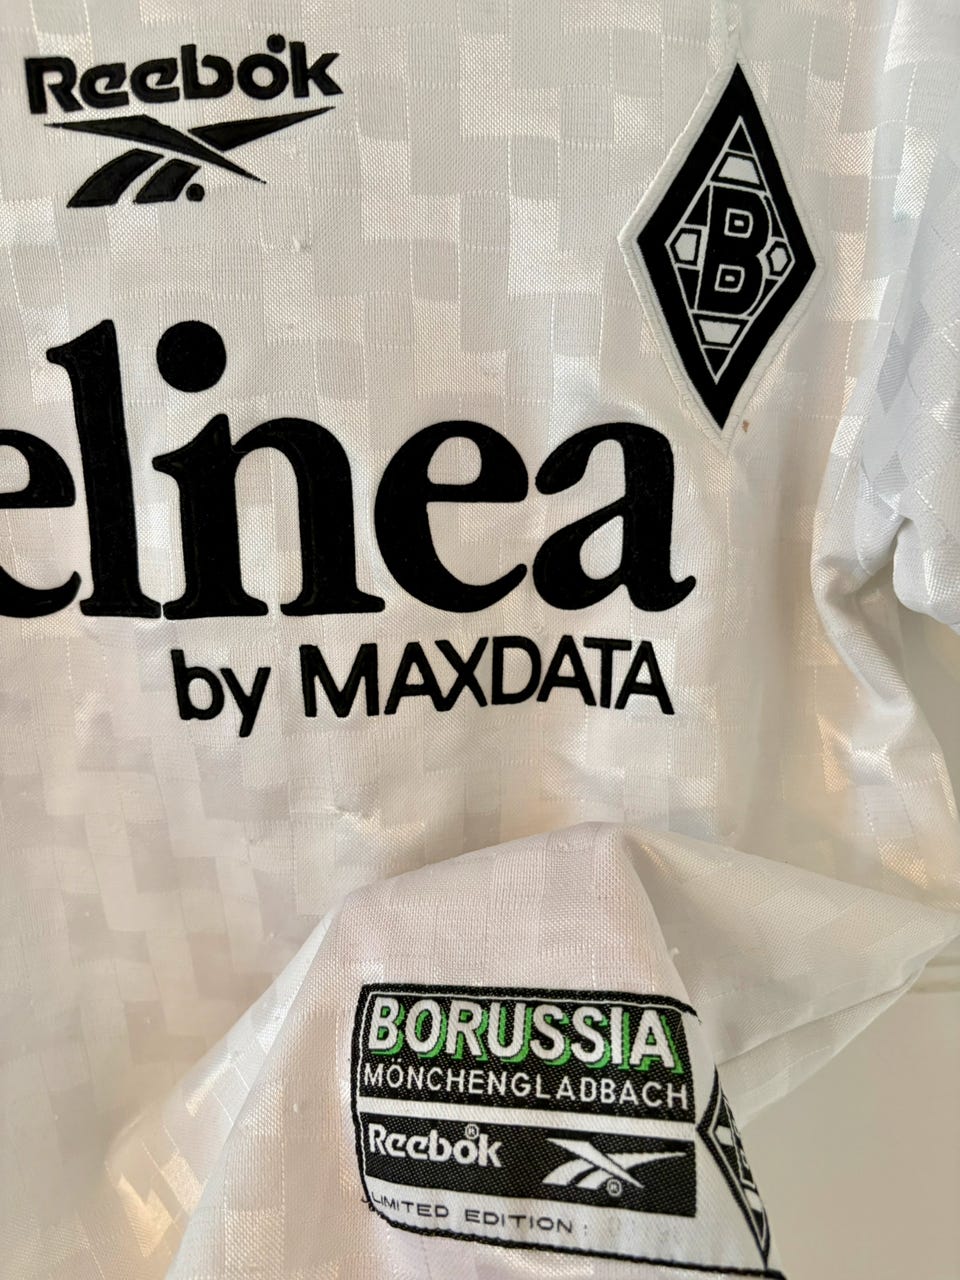 Reebok
B
elinea
by MAXDATA
BORUSSIA
MÖNCHENGLADBACH
Reebok®
®
LIMITED EDITION: